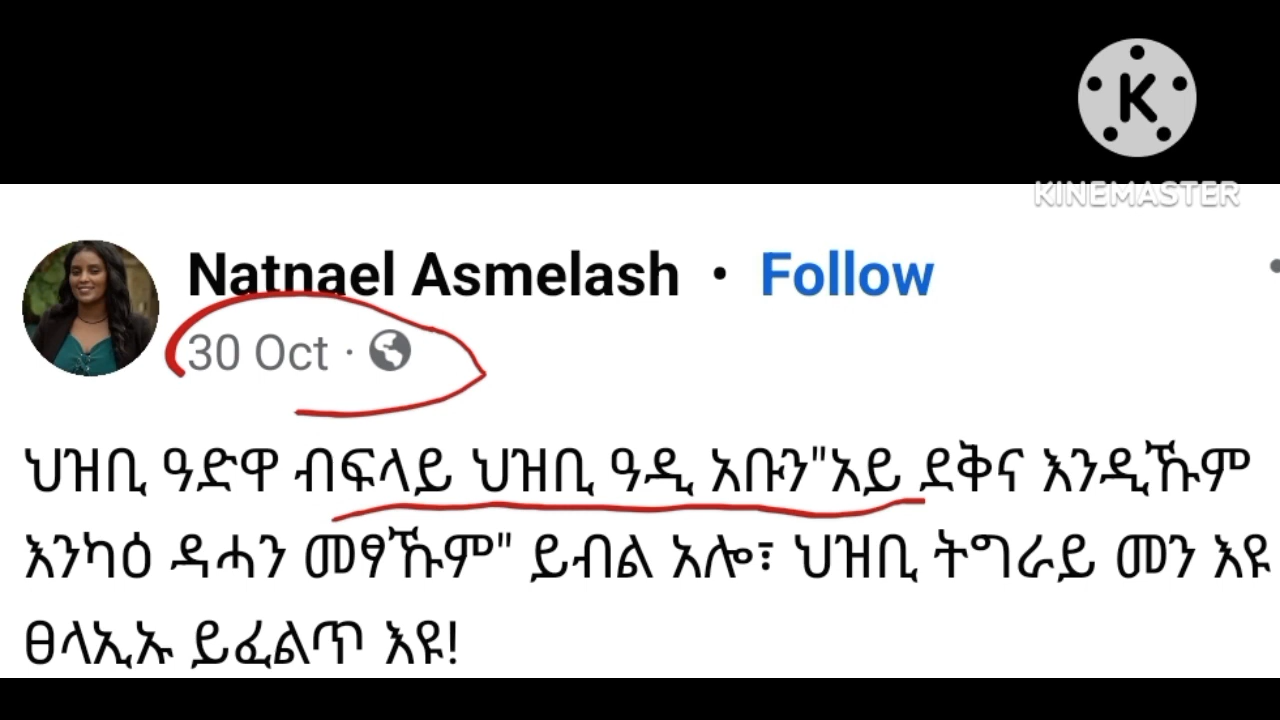 K
KINEMASTER
Natnael Asmelash · Follow
30 Oct ·
ህዝቢ ዓድዋ ብፍላይ ህዝቢ ዓዲ አቡን"አይ ደቅና እንዲኹም
እንካዕ ዳሓን መፃኹም" ይብል አሎ፣ ህዝቢ ትግራይ መን እዩ
ፀላኢኡ ይፈልጥ እዩ!